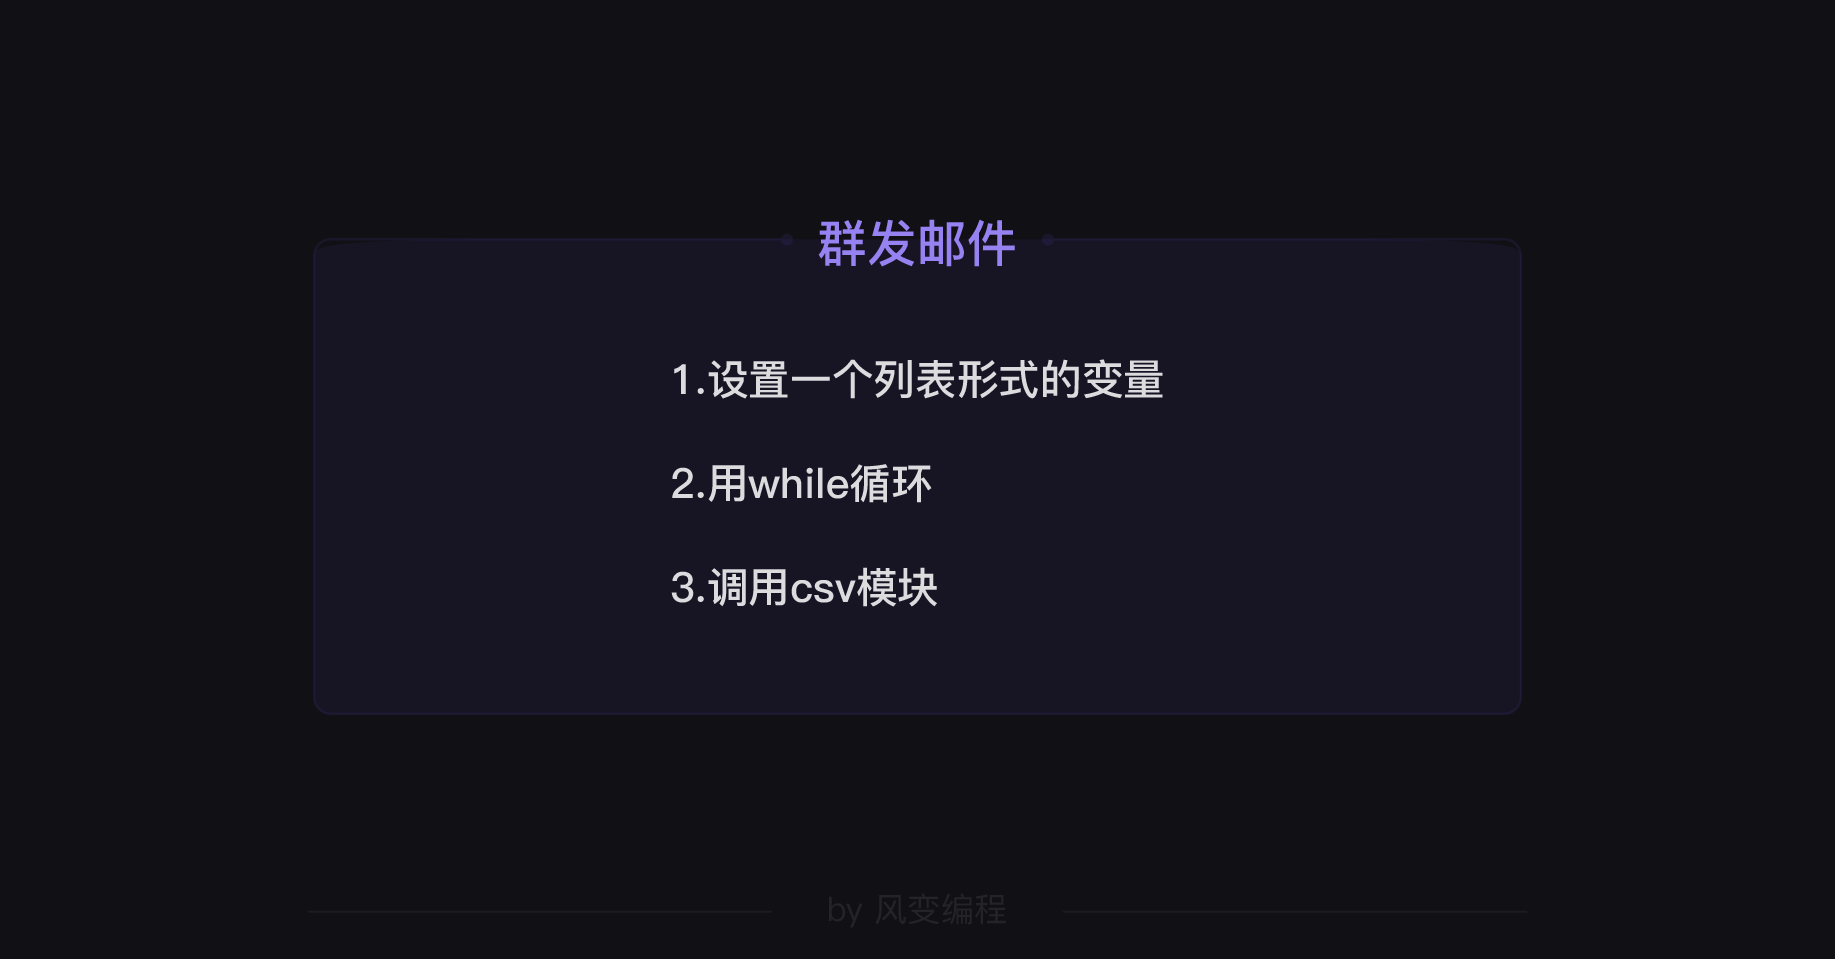 群发邮件
1.设置一个列表形式的变量
2.用while循环
3.调用csv模块
by 风变编程